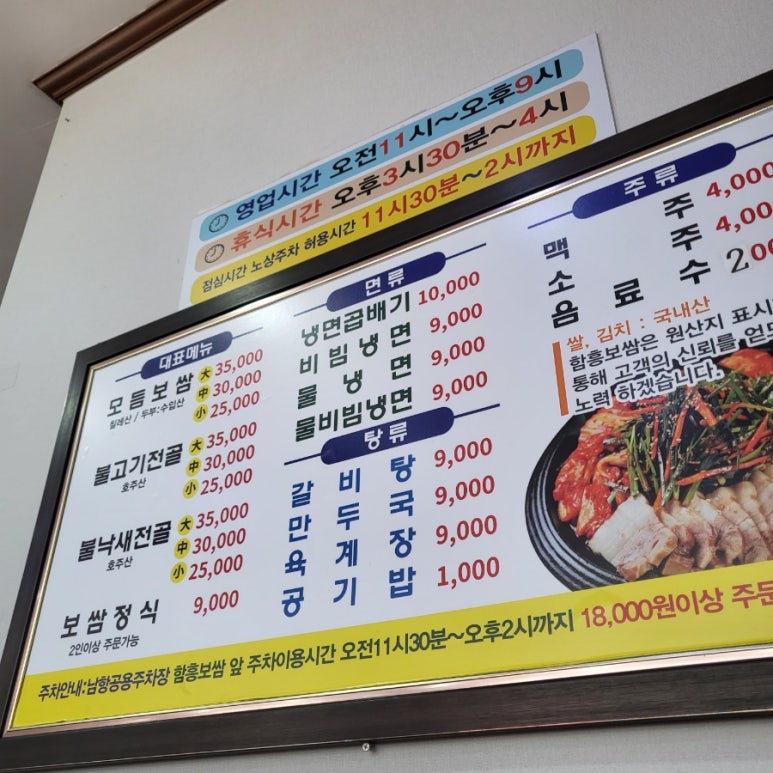 영업시간 오전11시~오후9시
휴식시간 오후3시30분~4시
점심시간 노상주차 허용시간 11시30분~2시까지
대표메뉴
모듬보쌈 大 35,000
中 30,000
칠레산 / 두부:수입산
小 25,000
불고기전골 大 35,000
中 30,000
호주산
小 25,000
불낙새전골 大 35,000
中 30,000
호주산
小 25,000
보쌈정식 9,000
2인이상 주문가능
면류
냉면곱배기 10,000
비빔냉면 9,000
물냉면 9,000
물비빔냉면 9,000
탕류
갈비탕 9,000
만두국 9,000
육계장 9,000
공기밥 1,000
주류
맥주 4,000
소주 4,00
음료수 2,00
쌀, 김치 : 국내산
함흥보쌈은 원산지 표시
통해 고객의 신뢰를 얻도
노력 하겠습니다.
주차안내:남항공용주차장 함흥보쌈 앞 주차이용시간 오전11시30분~오후2시까지 18,000원이상 주문